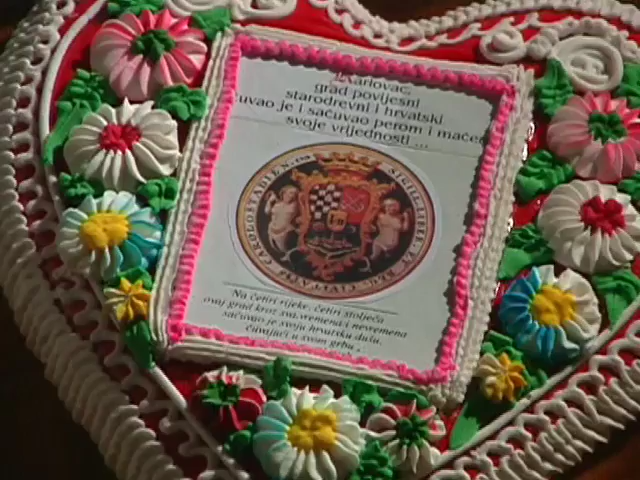 Karlovac,
grad povijesni
starodrevni i hrvatski
čuvao je i sačuvao perom i mačem
svoje vrijednosti ...
Na četiri rijeke, četiri stoljeća
ovaj grad kroz sva vremena i nevremena
sačuvao je svoju hrvatsku dušu,
čuvajući u svom grbu .